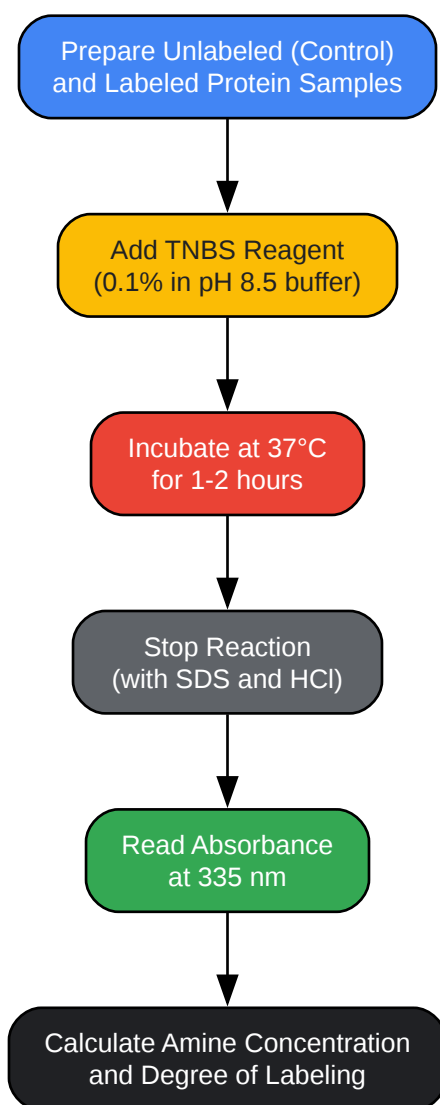 Prepare Unlabeled (Control)
and Labeled Protein Samples
Add TNBS Reagent
(0.1% in pH 8.5 buffer)
Incubate at 37°C
for 1-2 hours
Stop Reaction
(with SDS and HCl)
Read Absorbance
at 335 nm
Calculate Amine Concentration
and Degree of Labeling